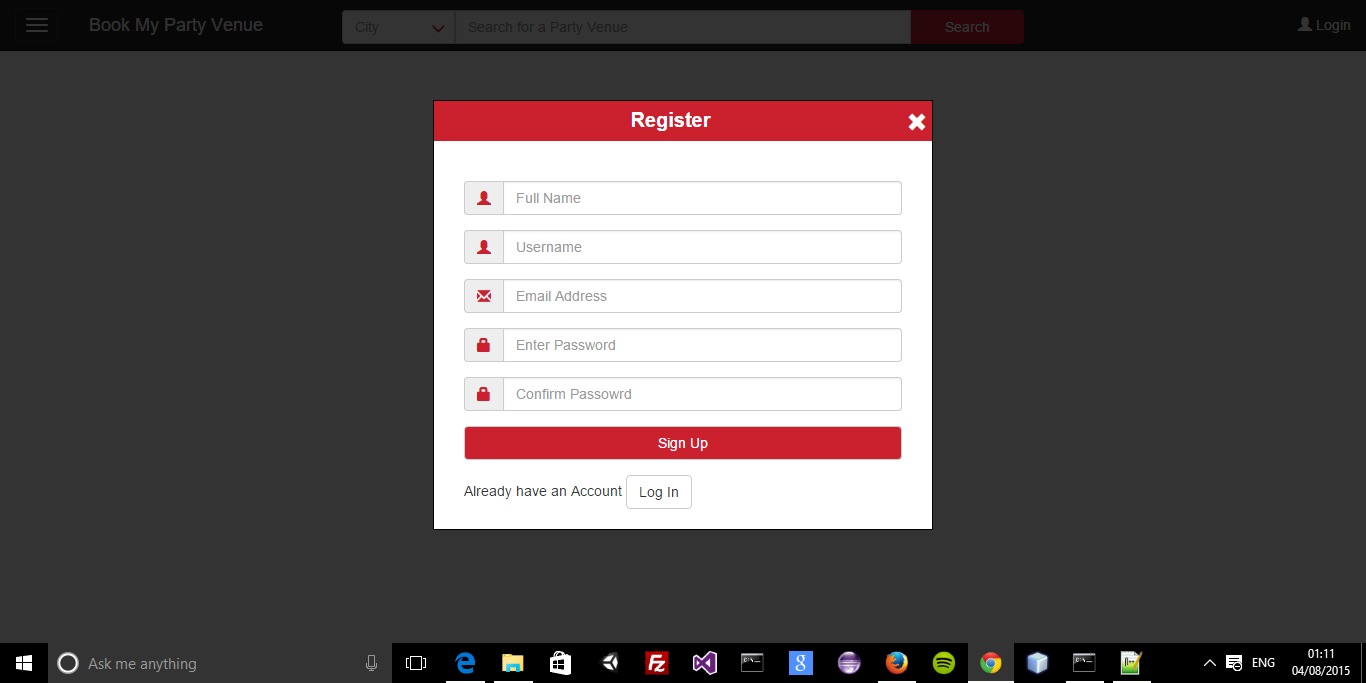 Book My Party Venue
City
Search for a Party Venue
Search
Login
Register
Full Name
Username
Email Address
Enter Password
Confirm Passowrd
Sign Up
Already have an Account Log In
Ask me anything
ENG
01:11
04/08/2015